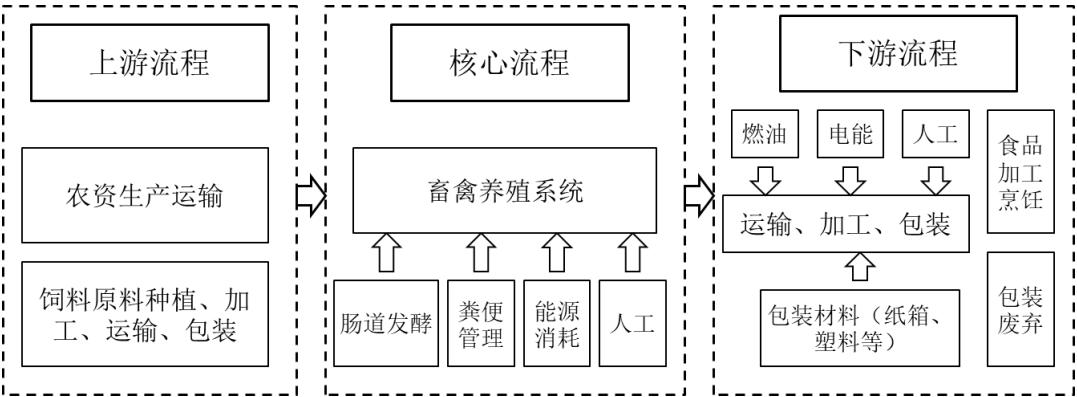 上游流程
农资生产运输
饲料原料种植、加
工、运输、包装
核心流程
畜禽养殖系统
肠道发酵
粪便
管理
能源
消耗
人工
下游流程
燃油
电能
人工
运输、加工、包装
包装材料（纸箱、
塑料等）
食品
加工
烹饪
包装
废弃